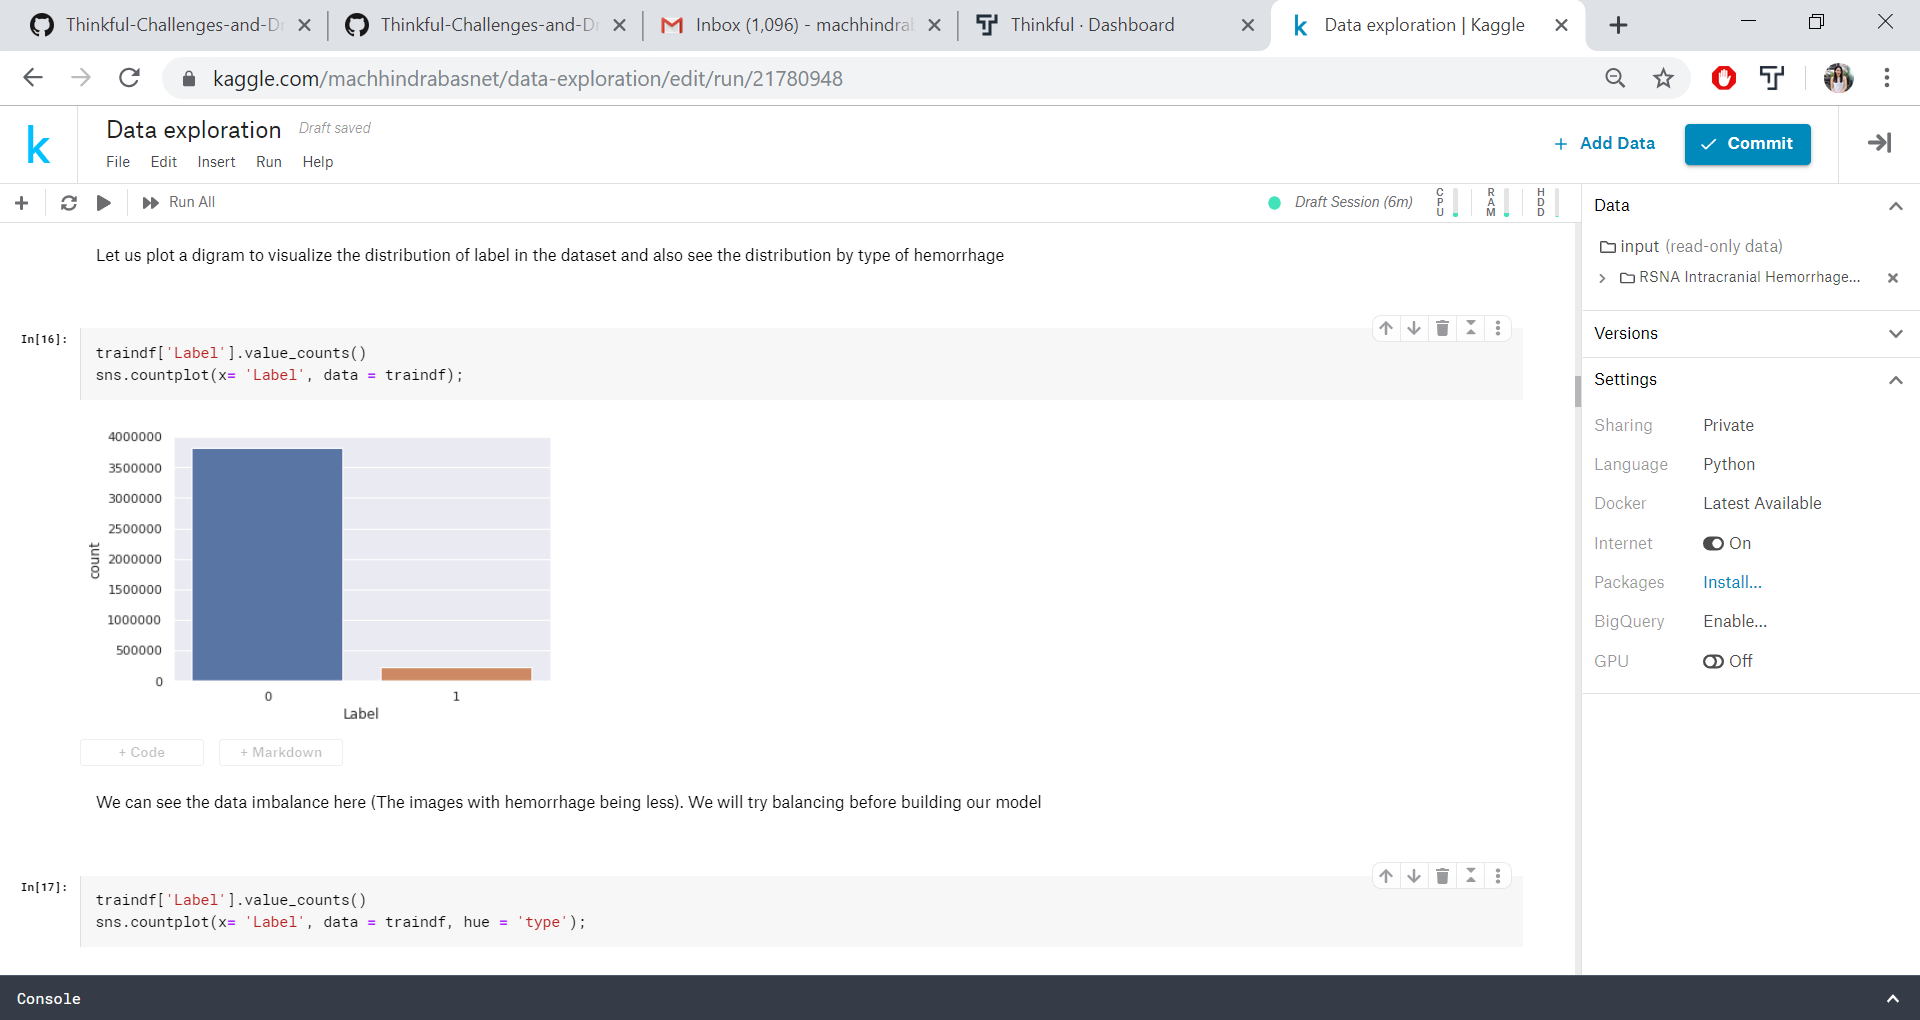 Thinkful-Challenges-and-Dr
Thinkful-Challenges-and-Dr
Inbox (1,096) - machhindrabasnet
Thinkful · Dashboard
Data exploration | Kaggle
kaggle.com/machhindrabasnet/data-exploration/edit/run/21780948
k
Data exploration
Draft saved
File Edit Insert Run Help
+ Add Data
Commit
Run All
Draft Session (6m)
CPU
RAM
HDD
Let us plot a digram to visualize the distribution of label in the dataset and also see the distribution by type of hemorrhage
In[16]:
traindf['Label'].value_counts()
sns.countplot(x= 'Label', data = traindf);
4000000
3500000
3000000
2500000
2000000
1500000
1000000
500000
0
count
0 1
Label
+ Code
+ Markdown
We can see the data imbalance here (The images with hemorrhage being less). We will try balancing before building our model
In[17]:
traindf['Label'].value_counts()
sns.countplot(x= 'Label', data = traindf, hue = 'type');
Data
input (read-only data)
RSNA Intracranial Hemorrhage...
Versions
Settings
Sharing Private
Language Python
Docker Latest Available
Internet On
Packages Install...
BigQuery Enable...
GPU Off
Console